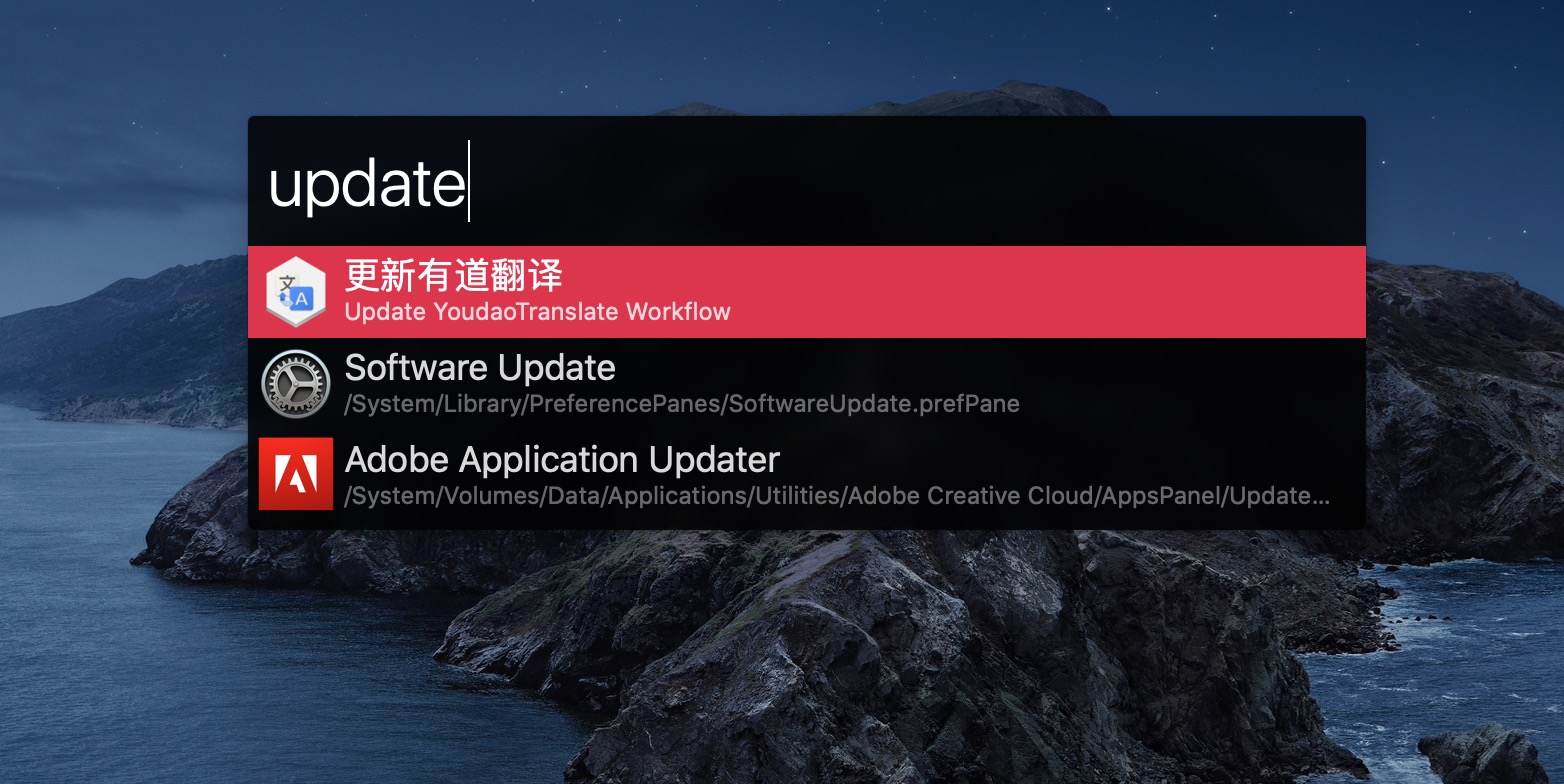 update
更新有道翻译
Update YoudaoTranslate Workflow
Software Update
/System/Library/PreferencePanes/SoftwareUpdate.prefPane
Adobe Application Updater
/System/Volumes/Data/Applications/Utilities/Adobe Creative Cloud/AppsPanel/Update...